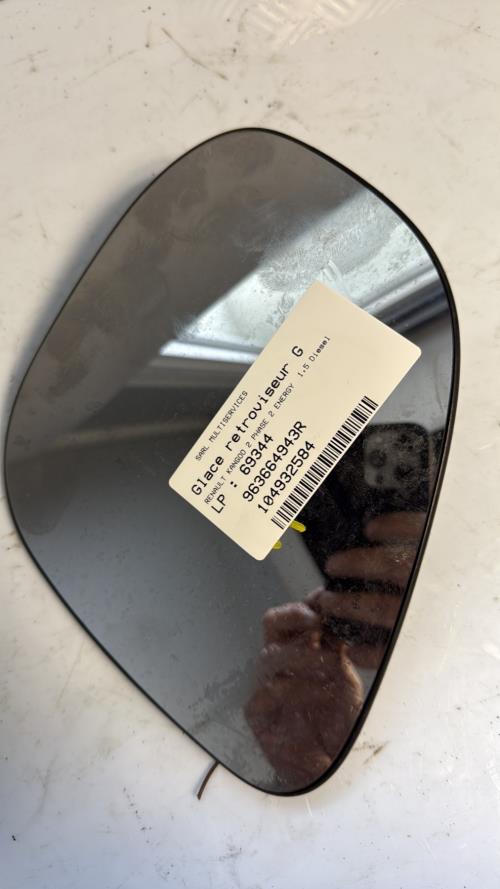 SARL MULTISERVICES
Glace retroviseur G
RENAULT KANGOO 2 PHASE 2 ENERGY 1.5 Diesel
LP : 69344
963664943R
104932584